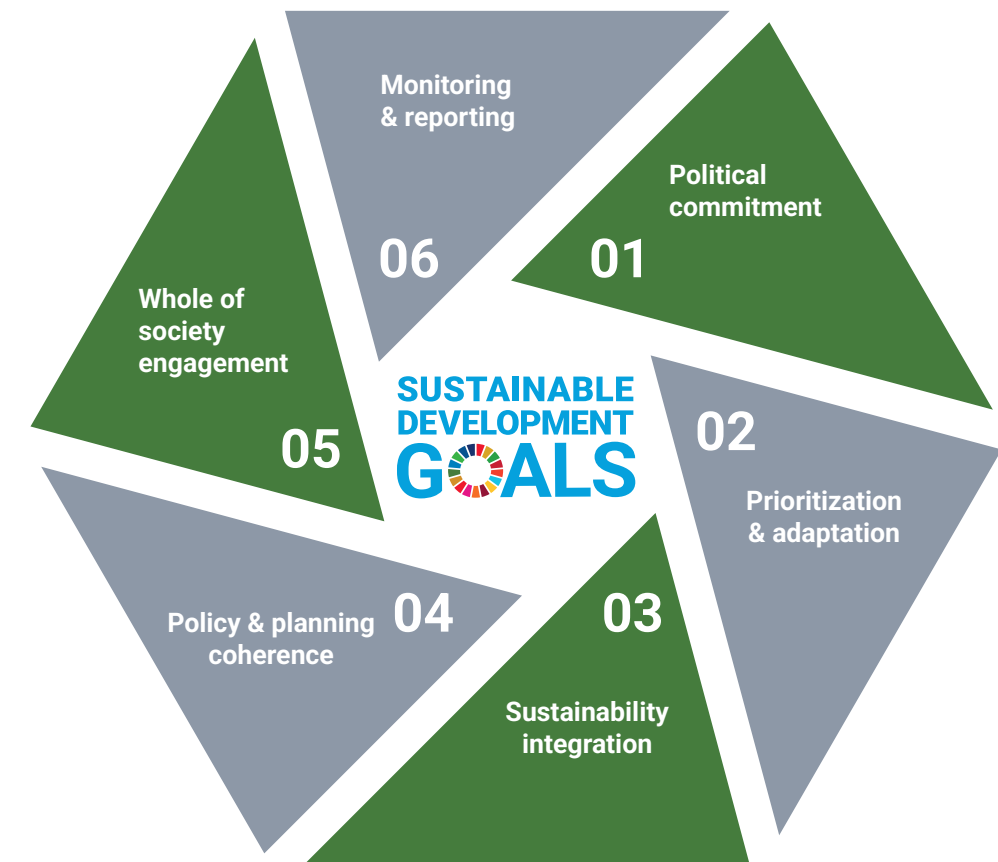 Monitoring
& reporting
06
Political
commitment
01
02
Prioritization
& adaptation
03
Sustainability
integration
04
Policy & planning
coherence
Whole of
society
engagement
05
SUSTAINABLE
DEVELOPMENT
GOALS